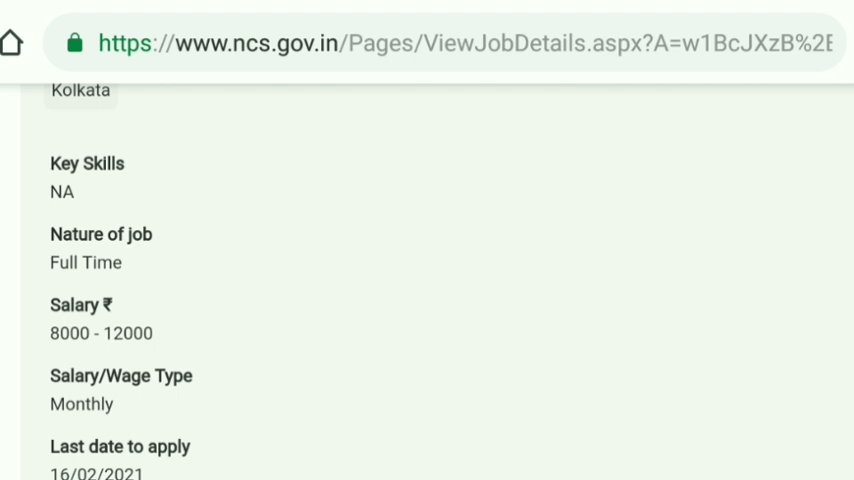 https://www.ncs.gov.in/Pages/ViewJobDetails.aspx?A=w1BcJXzB%2E
Kolkata
Key Skills
NA
Nature of job
Full Time
Salary ₹
8000 - 12000
Salary/Wage Type
Monthly
Last date to apply
16/02/2021